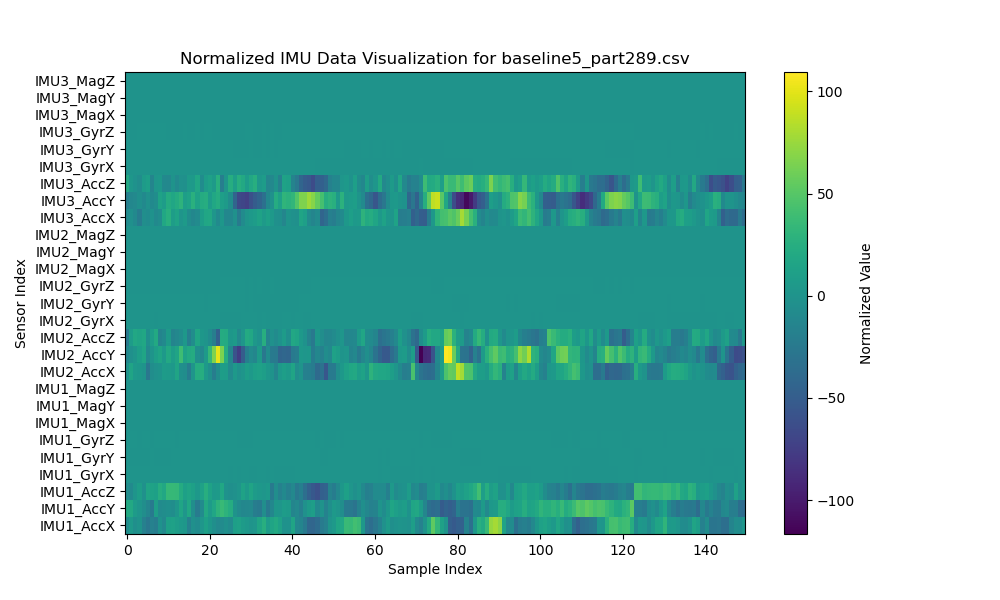 Normalized IMU Data Visualization for baseline5_part289.csv
IMU3_MagZ
IMU3_MagY
IMU3_MagX
IMU3_GyrZ
IMU3_GyrY
IMU3_GyrX
IMU3_AccZ
IMU3_AccY
IMU3_AccX
IMU2_MagZ
IMU2_MagY
IMU2_MagX
IMU2_GyrZ
IMU2_GyrY
IMU2_GyrX
IMU2_AccZ
IMU2_AccY
IMU2_AccX
IMU1_MagZ
IMU1_MagY
IMU1_MagX
IMU1_GyrZ
IMU1_GyrY
IMU1_GyrX
IMU1_AccZ
IMU1_AccY
IMU1_AccX
Sensor Index
0 20 40 60 80 100 120 140
Sample Index
100
50
0
−50
−100
Normalized Value